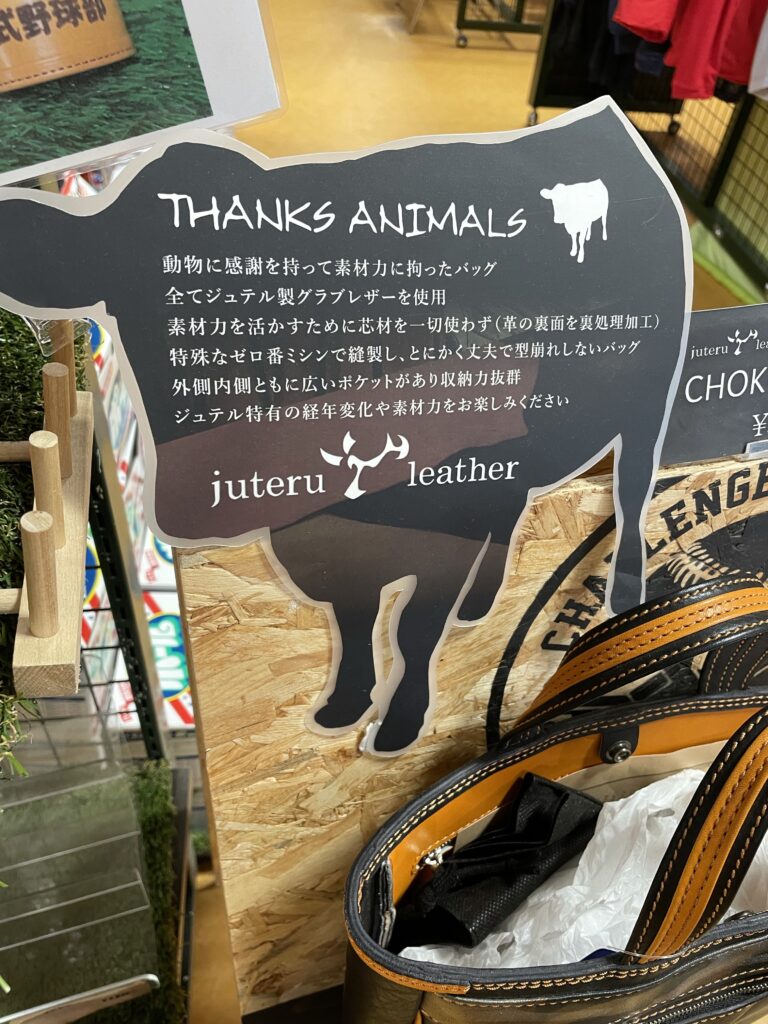 式野球部
THANKS ANIMALS
動物に感謝を持って素材力に拘ったバッグ
全てジュテル製グラブレザーを使用
素材力を活かすために芯材を一切使わず(革の裏面を裏処理加工)
特殊なゼロ番ミシンで縫製し、とにかく丈夫で型崩れしないバッグ
外側内側ともに広いポケットがあり収納力抜群
ジュテル特有の経年変化や素材力をお楽しみください
juteru leather
juteru lea
CHOK
¥
CHALLENGE